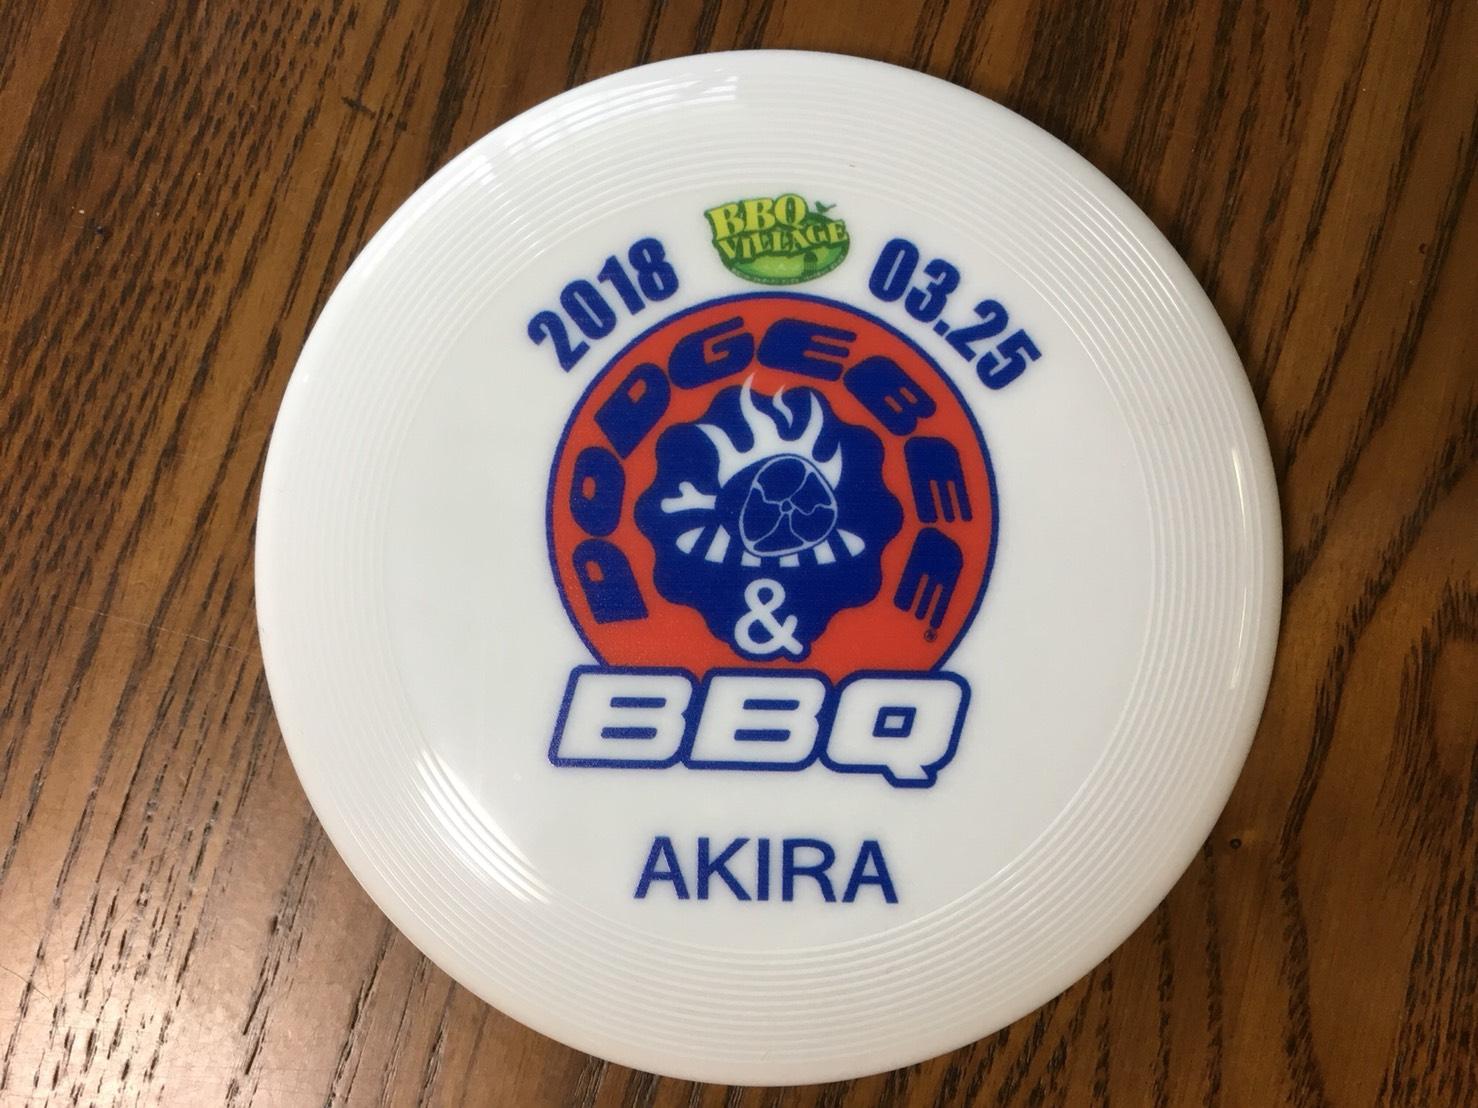 BBQ
VILLAGE
2018
03.25
DODGEBEE
®
&
BBQ
AKIRA